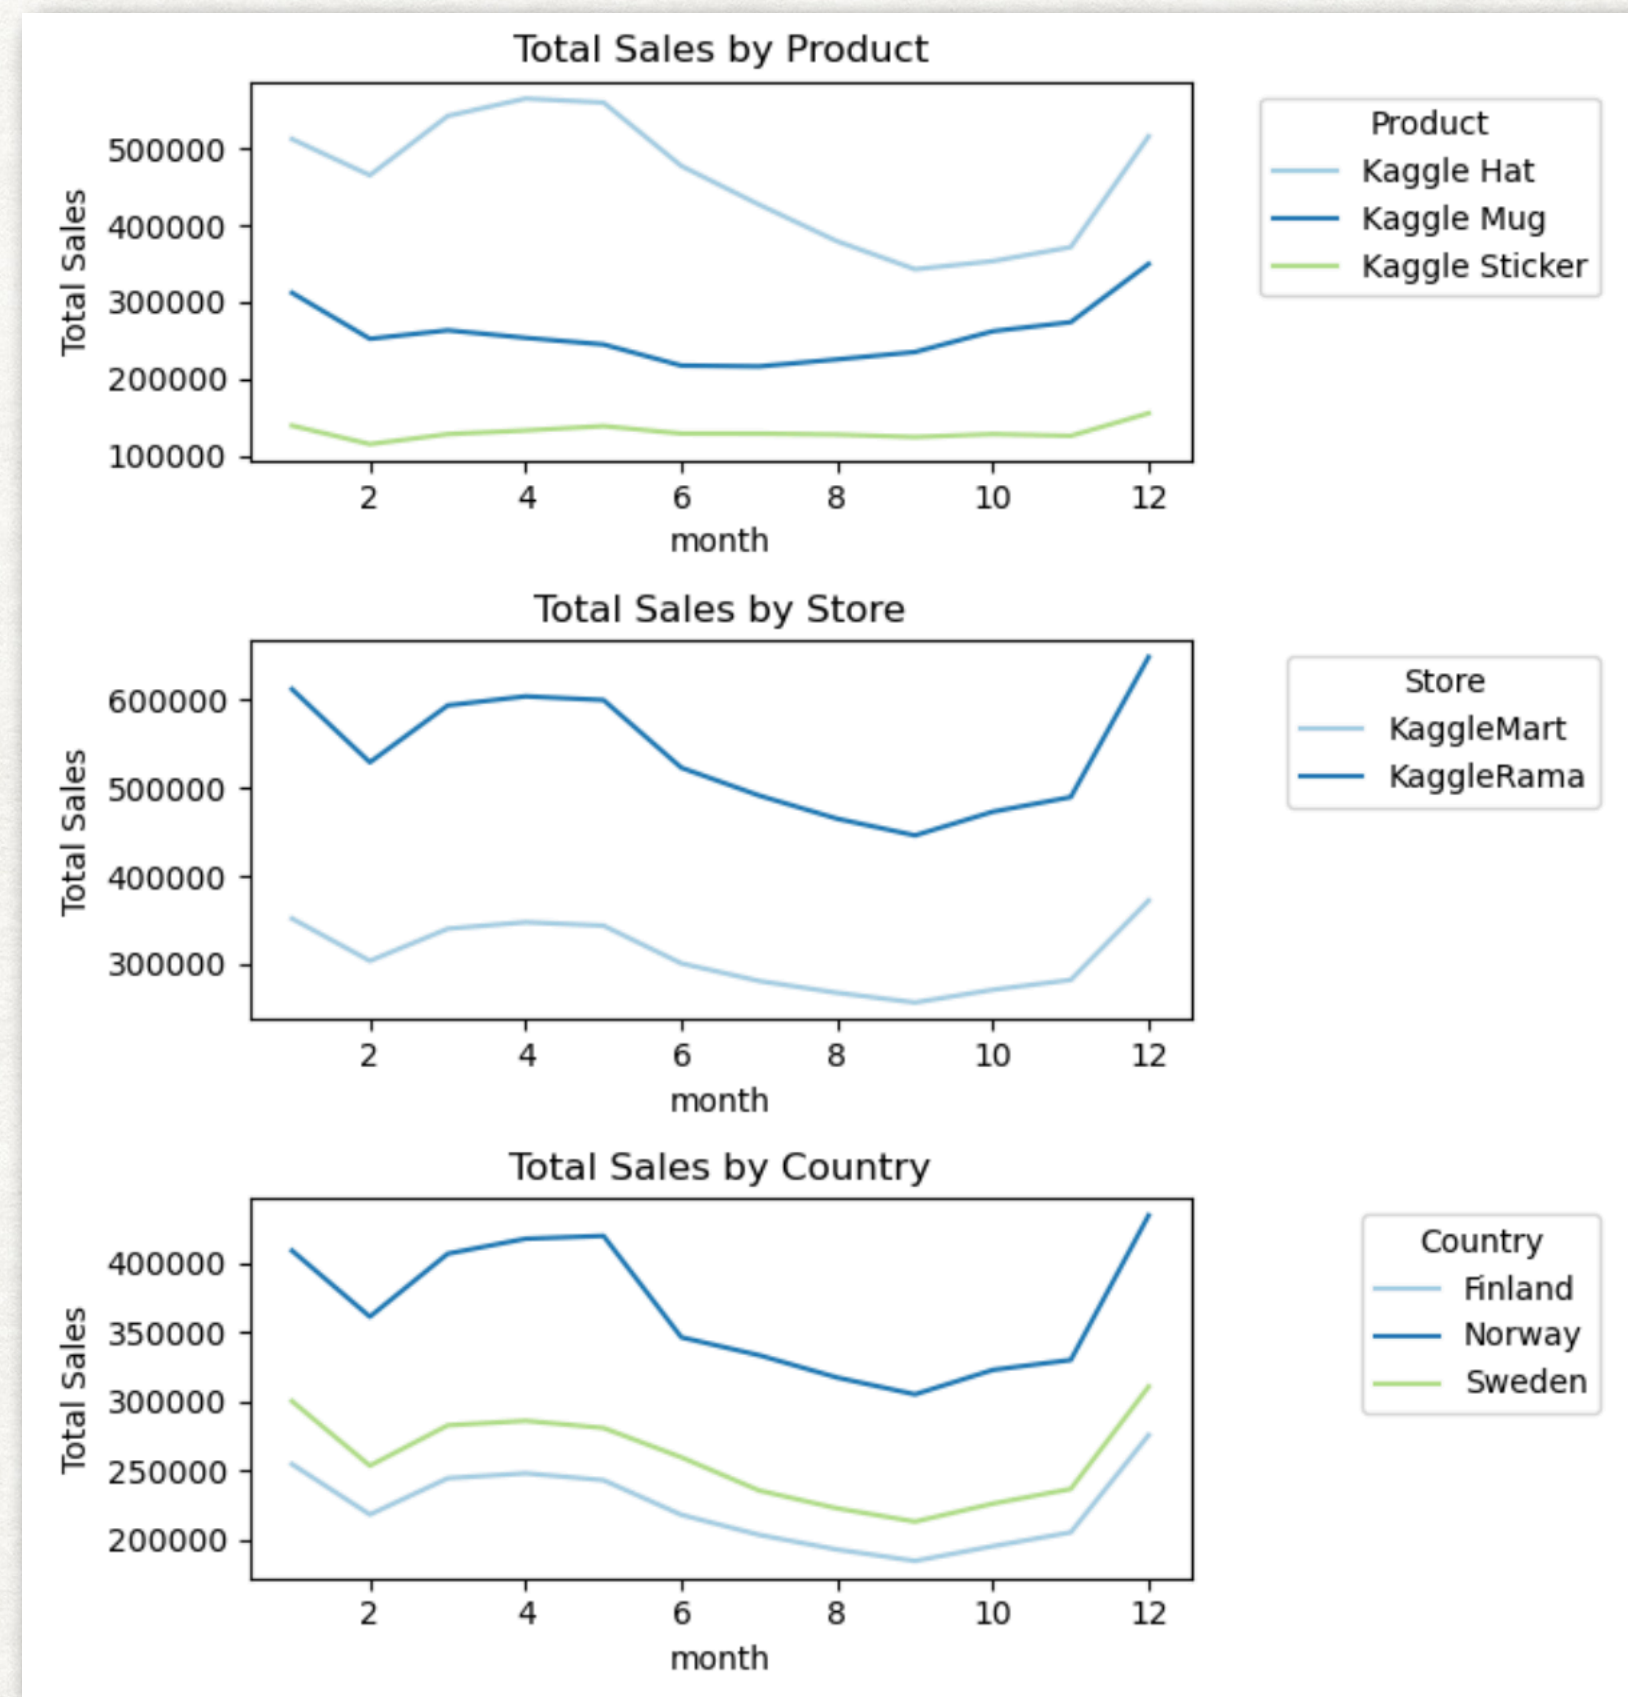 Total Sales by Product
Total Sales
500000
400000
300000
200000
100000
2 4 6 8 10 12
month
Product
Kaggle Hat
Kaggle Mug
Kaggle Sticker
Total Sales by Store
Total Sales
600000
500000
400000
300000
2 4 6 8 10 12
month
Store
KaggleMart
KaggleRama
Total Sales by Country
Total Sales
400000
350000
300000
250000
200000
2 4 6 8 10 12
month
Country
Finland
Norway
Sweden